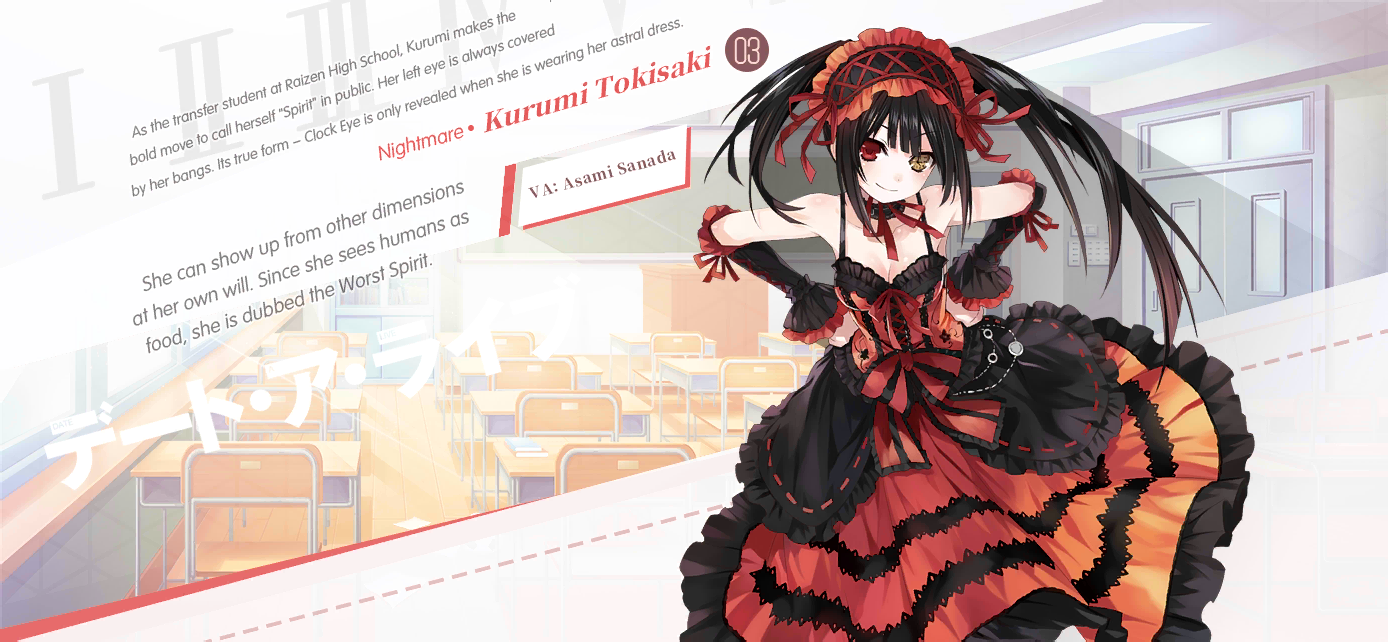 I II III
As the transfer student at Raizen High School, Kurumi makes the
bold move to call herself "Spirit" in public. Her left eye is always covered
by her bangs. Its true form – Clock Eye is only revealed when she is wearing her astral dress.
Nightmare • Kurumi Tokisaki 03
VA: Asami Sanada
She can show up from other dimensions
at her own will. Since she sees humans as
food, she is dubbed the Worst Spirit.
デート・ア・ライブ
DATE